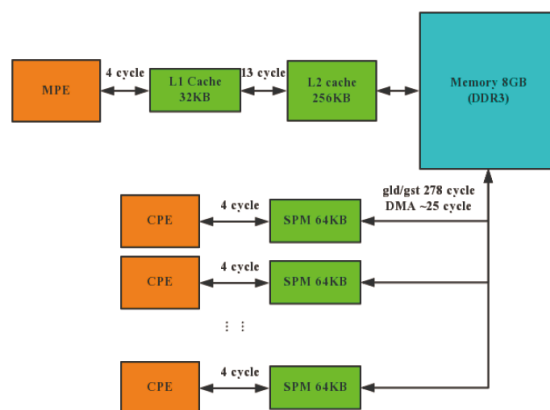 4 cycle
13 cycle
MPE
L1 Cache
32KB
L2 cache
256KB
Memory 8GB
(DDR3)
gld/gst 278 cycle
DMA ~25 cycle
4 cycle
CPE
SPM 64KB
4 cycle
CPE
SPM 64KB
4 cycle
CPE
SPM 64KB